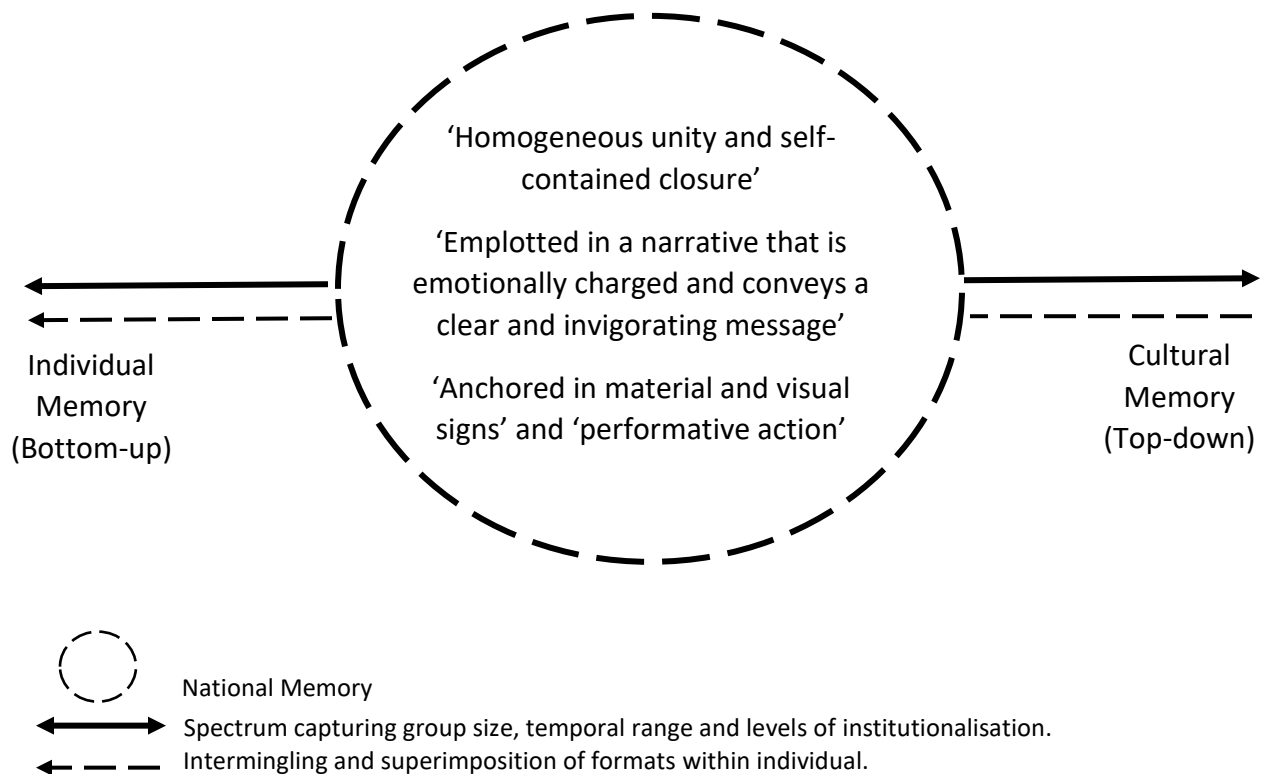 ‘Homogeneous unity and self-
contained closure’
‘Emplotted in a narrative that is
emotionally charged and conveys a
clear and invigorating message’
‘Anchored in material and visual
signs’ and ‘performative action’
Individual
Memory
(Bottom-up)
Cultural
Memory
(Top-down)
National Memory
Spectrum capturing group size, temporal range and levels of institutionalisation.
Intermingling and superimposition of formats within individual.